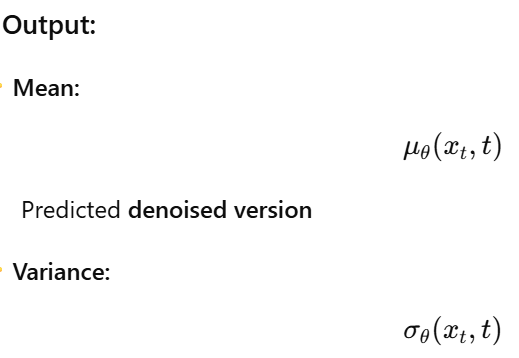 Output:
Mean:
μθ(xt, t)
Predicted denoised version
Variance:
σθ(xt, t)